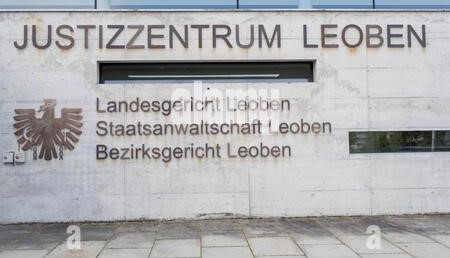 JUSTIZZENTRUM LEOBEN
Landesgericht Leoben
Staatsanwaltschaft Leoben
Bezirksgericht Leoben